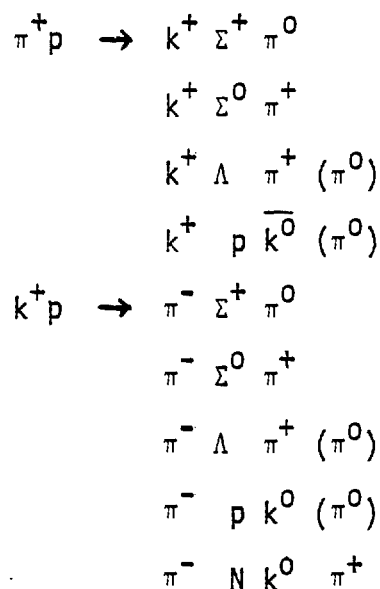 π⁺p → k⁺ Σ⁺ π⁰
k⁺ Σ⁰ π⁺
k⁺ Λ π⁺ (π⁰)
k⁺ p k̅⁰̅ (π⁰)
k⁺p → π⁻ Σ⁺ π⁰
π⁻ Σ⁰ π⁺
π⁻ Λ π⁺ (π⁰)
π⁻ p k⁰ (π⁰)
π⁻ N k⁰ π⁺